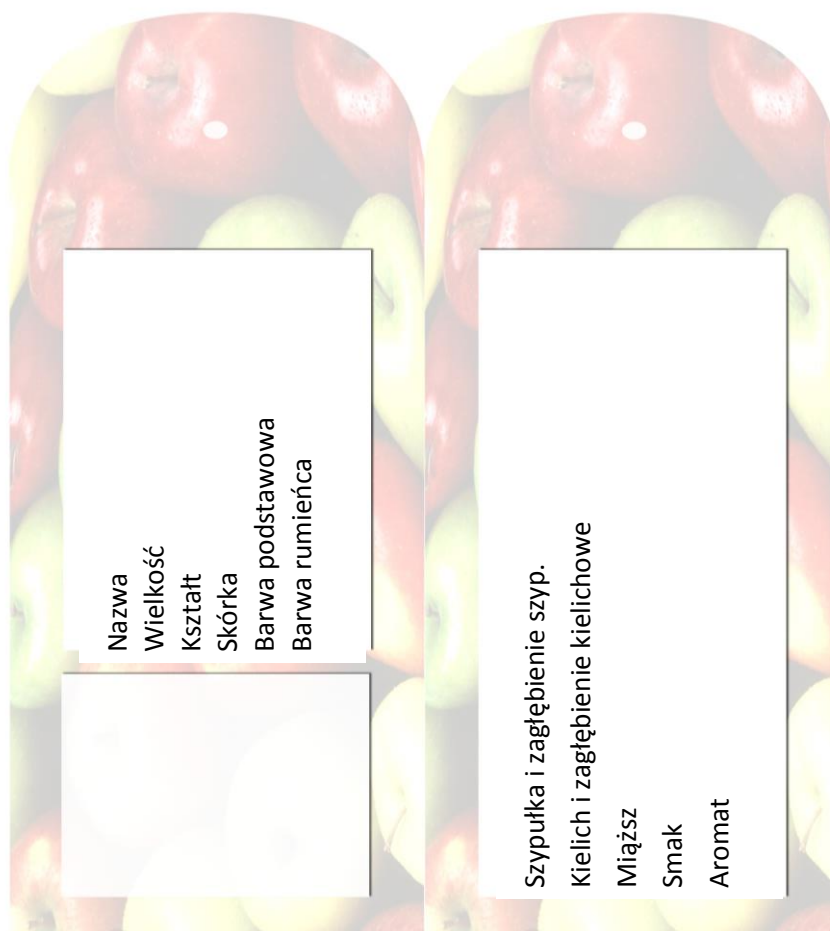 Nazwa
Wielkość
Kształt
Skórka
Barwa podstawowa
Barwa rumieńca
Szypułka i zagłębienie szyp.
Kielich i zagłębienie kielichowe
Miąższ
Smak
Aromat